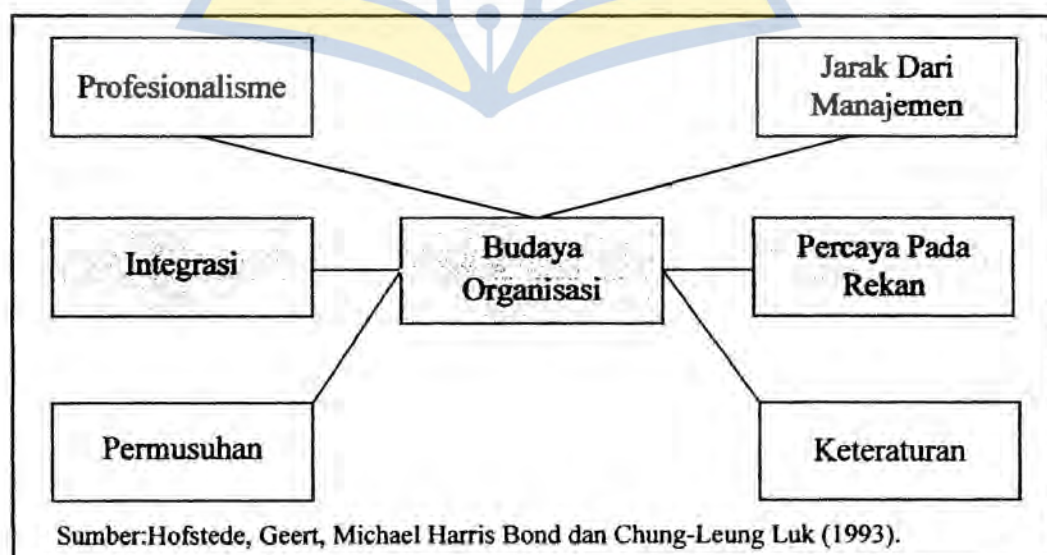 Profesionalisme
Jarak Dari
Manajemen
Integrasi
Budaya
Organisasi
Percaya Pada
Rekan
Permusuhan
Keteraturan
Sumber:Hofstede, Geert, Michael Harris Bond dan Chung-Leung Luk (1993).